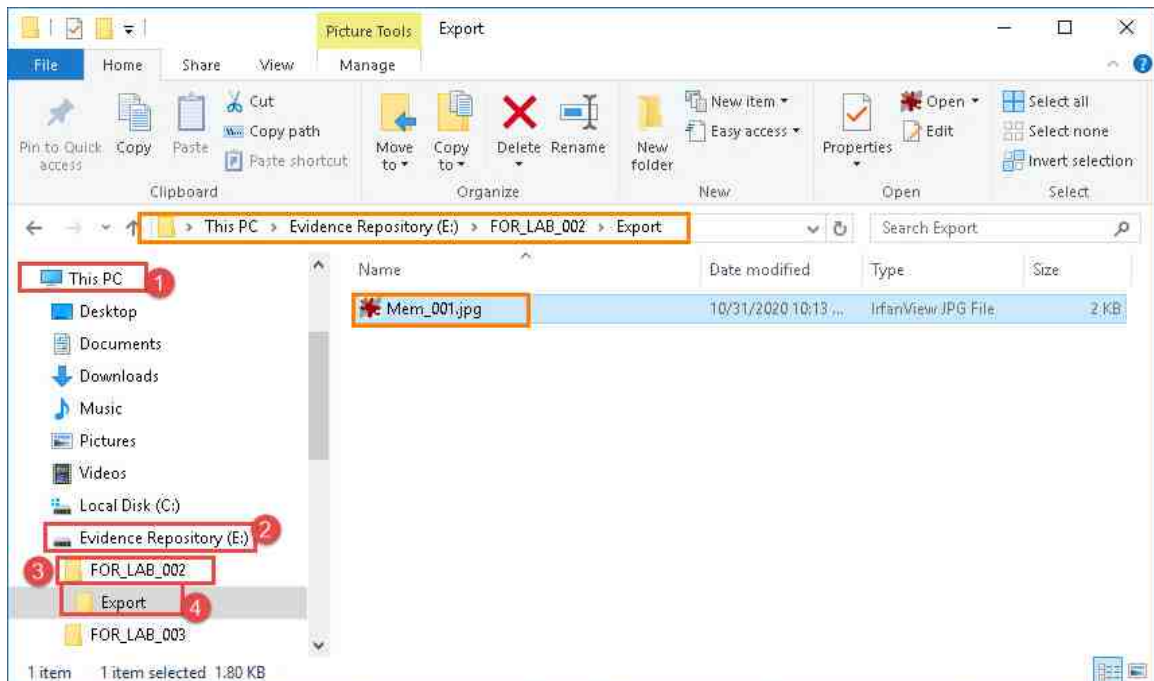 Picture Tools Export
File Home Share View Manage
Pin to Quick access
Copy
Paste
Cut
Copy path
Paste shortcut
Clipboard
Move to
Copy to
Delete
Rename
Organize
New folder
New item
Easy access
New
Properties
Open
Edit
Open
Select all
Select none
Invert selection
Select
This PC > Evidence Repository (E:) > FOR_LAB_002 > Export
Search Export
Name Date modified Type Size
Mem_001.jpg 10/31/2020 10:13 ... IrfanView JPG File 2 KB
This PC 1
Desktop
Documents
Downloads
Music
Pictures
Videos
Local Disk (C:)
Evidence Repository (E:) 2
3 FOR_LAB_002
Export 4
FOR_LAB_003
1 item 1 item selected 1.80 KB